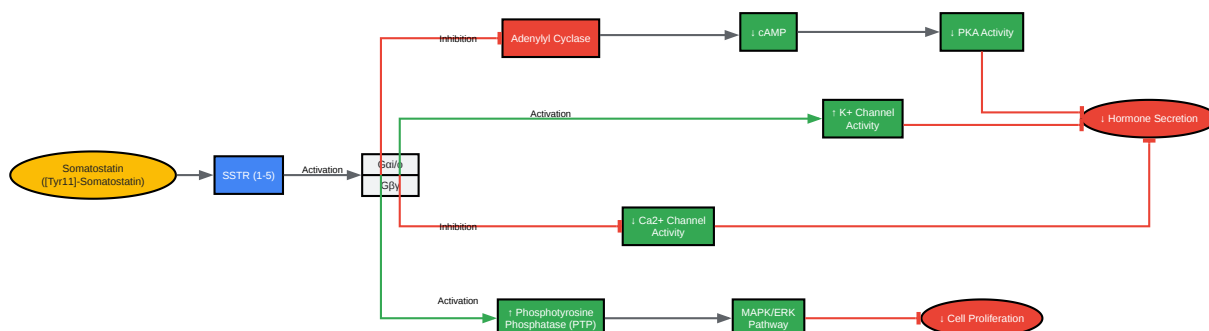 Inhibition
Adenylyl Cyclase
↓ cAMP
↓ PKA Activity
Activation
↑ K+ Channel
Activity
↓ Hormone Secretion
Somatostatin
([Tyr11]-Somatostatin)
SSTR (1-5)
Activation
Gαi/o
Gβγ
Inhibition
↓ Ca2+ Channel
Activity
Activation
↑ Phosphotyrosine
Phosphatase (PTP)
MAPK/ERK
Pathway
↓ Cell Proliferation